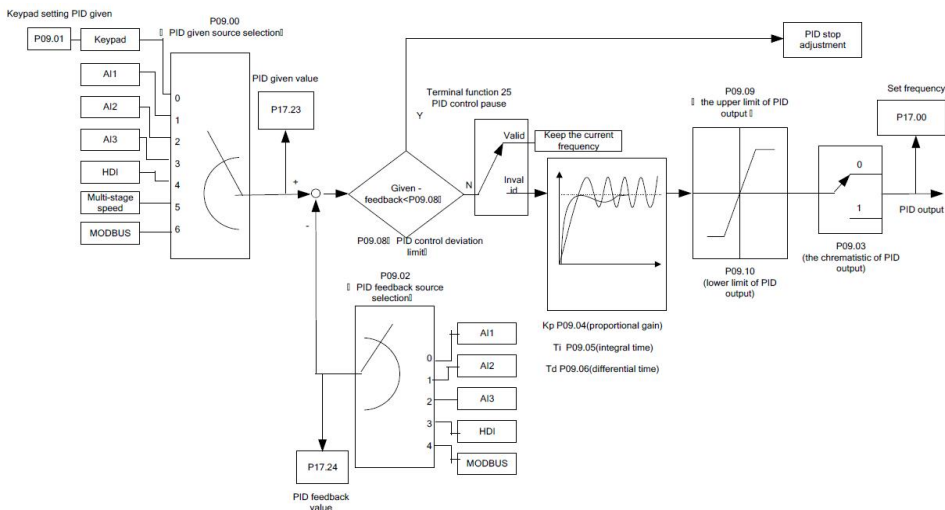 Keypad setting PID given
P09.01
Keypad
AI1
AI2
AI3
HDI
Multi-stage
speed
MODBUS
P09.00
PID given source selection
0
1
2
3
4
5
6
PID given value
P17.23
+
-
Given -
feedback<P09.08
Y
N
P09.08 PID control deviation
limit
PID stop
adjustment
Terminal function 25
PID control pause
Valid
Inval
id
Keep the current
frequency
Kp P09.04(proportional gain)
Ti P09.05(integral time)
Td P09.06(differential time)
P09.09
the upper limit of PID
output
P09.10
(lower limit of PID
output)
Set frequency
P17.00
0
1
PID output
P09.03
(the chrematistic of PID
output)
P09.02
PID feedback source
selection
0
1
2
3
4
AI1
AI2
AI3
HDI
MODBUS
P17.24
PID feedback
value